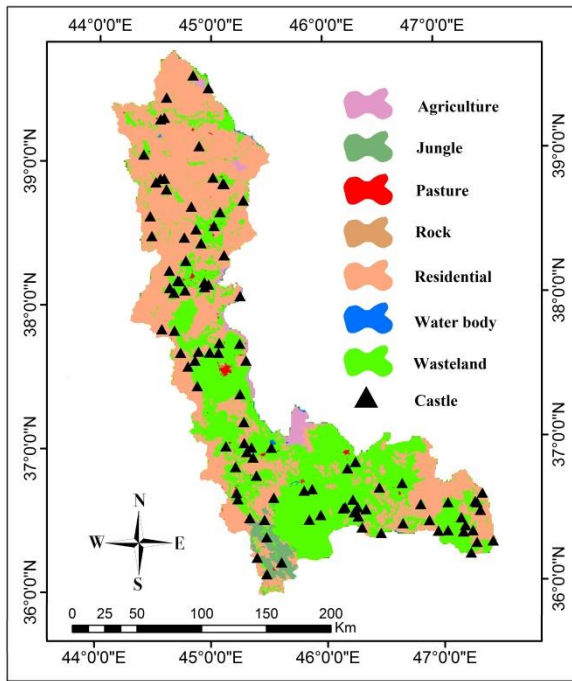 44°0'0"E 45°0'0"E 46°0'0"E 47°0'0"E
39°0'0"N
38°0'0"N
37°0'0"N
36°0'0"N
Agriculture
Jungle
Pasture
Rock
Residential
Water body
Wasteland
Castle
39°0'0"N
38°0'0"N
37°0'0"N
36°0'0"N
N
W E
S
0 25 50 100 150 200
Km
44°0'0"E 45°0'0"E 46°0'0"E 47°0'0"E